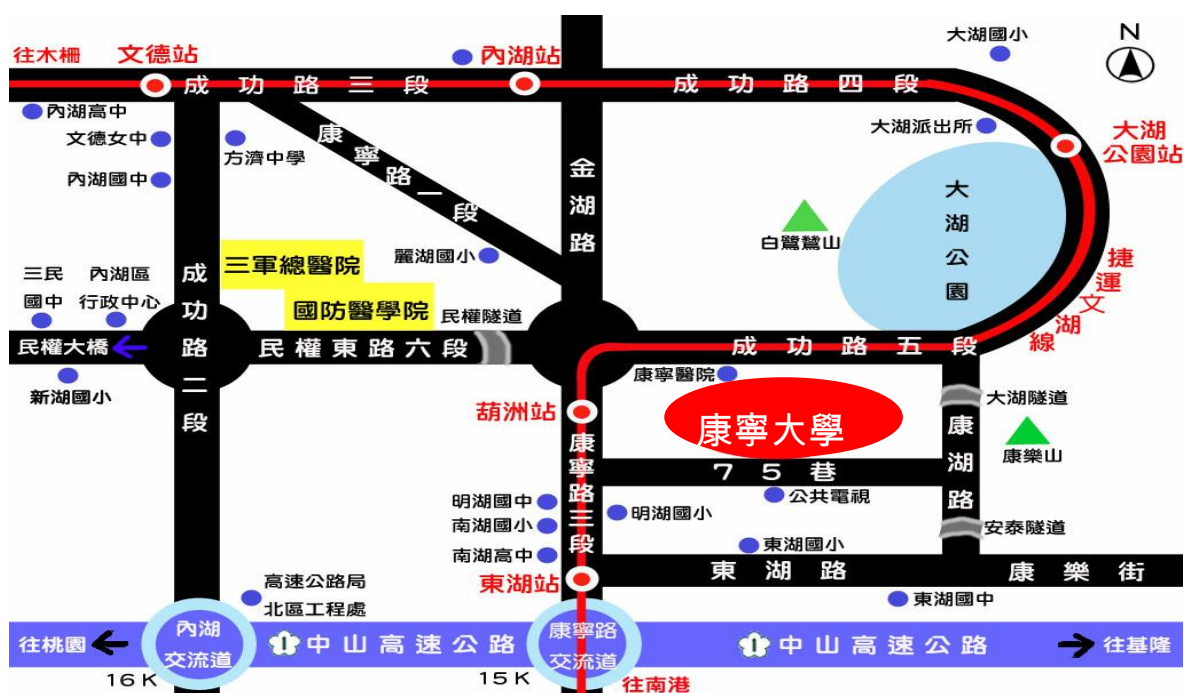 大湖國小
N
往木柵
文德站
內湖站
成功路三段
成功路四段
內湖高中
文德女中
方濟中學
內湖國中
康寧路一段
金湖路
大湖派出所
大湖
公園站
大湖公園
白鷺鷥山
麗湖國小
三軍總醫院
國防醫學院
民權隧道
三民
國中
內湖區
行政中心
成功路二段
捷運文湖線
民權大橋
民權東路六段
成功路五段
新湖國小
康寧醫院
康寧大學
葫洲站
大湖隧道
康湖路
康樂山
康寧路三段
75巷
公共電視
明湖國中
明湖國小
南湖國小
安泰隧道
南湖高中
東湖國小
東湖站
東湖路
康樂街
高速公路局
北區工程處
東湖國中
往桃園
內湖
交流道
1
中山高速公路
康寧路
交流道
1
中山高速公路
往基隆
16K
15K
往南港